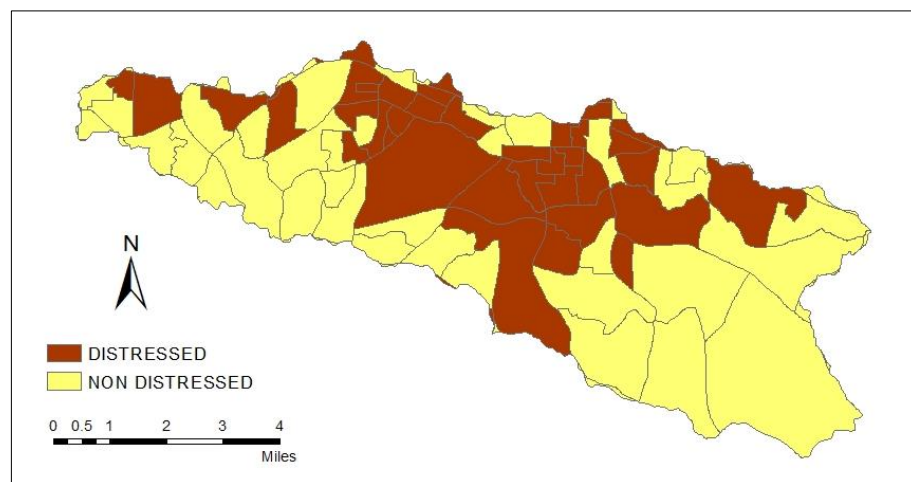 N
DISTRESSED
NON DISTRESSED
0 0.5 1 2 3 4
Miles